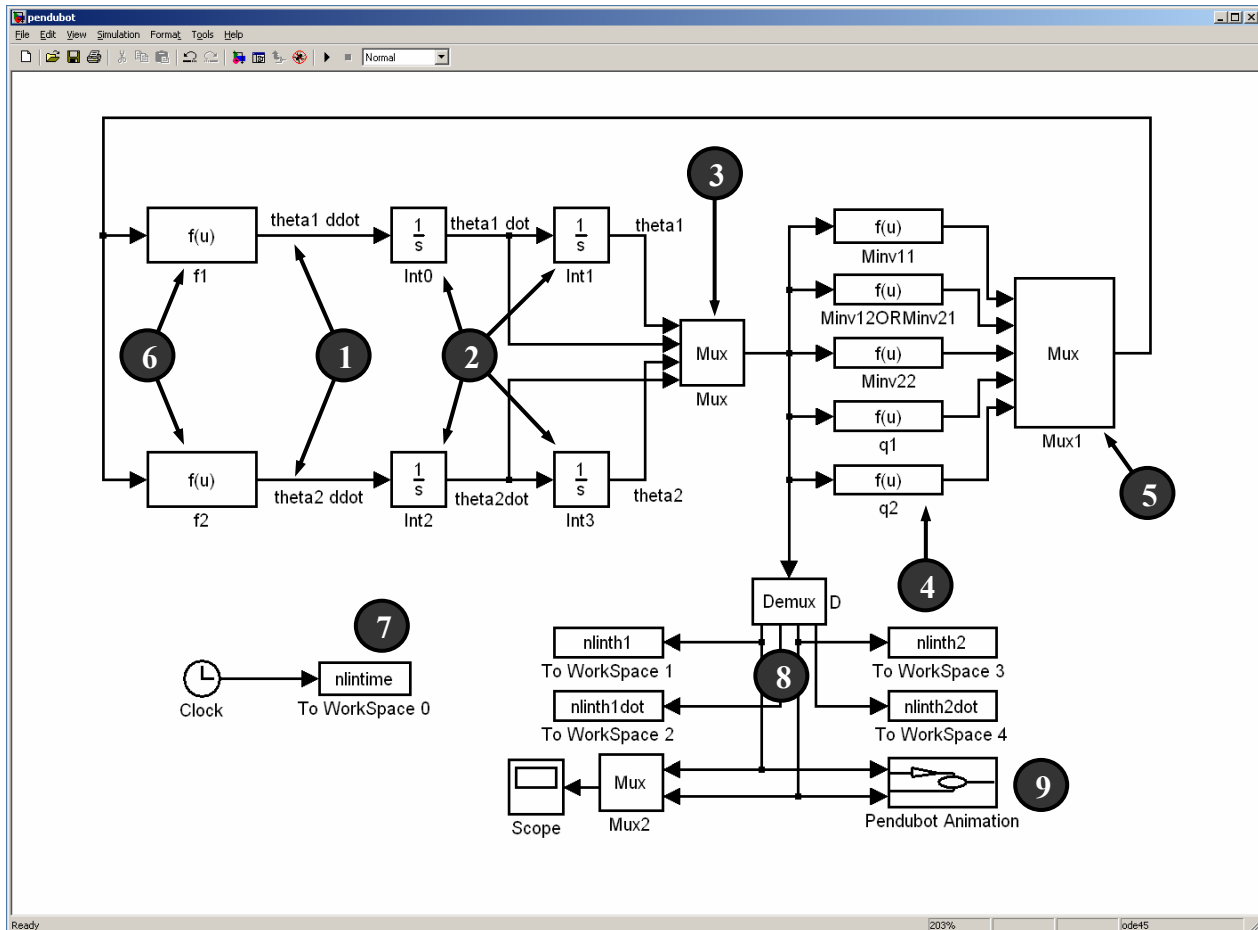 pendubot
File Edit View Simulation Format Tools Help
Normal
3
f(u)
f1
theta1 ddot
1
s
Int0
theta1 dot
1
s
Int1
theta1
f(u)
Minv11
f(u)
Minv12ORMinv21
f(u)
Minv22
f(u)
q1
f(u)
q2
Mux
Mux1
6
1
2
Mux
Mux
f(u)
f2
theta2 ddot
1
s
Int2
theta2dot
1
s
Int3
theta2
5
4
7
Clock
nlintime
To WorkSpace 0
Demux D
nlinth1
To WorkSpace 1
nlinth2
To WorkSpace 3
8
nlinth1dot
To WorkSpace 2
nlinth2dot
To WorkSpace 4
Scope
Mux
Mux2
Pendubot Animation
9
Ready
203%
ode45